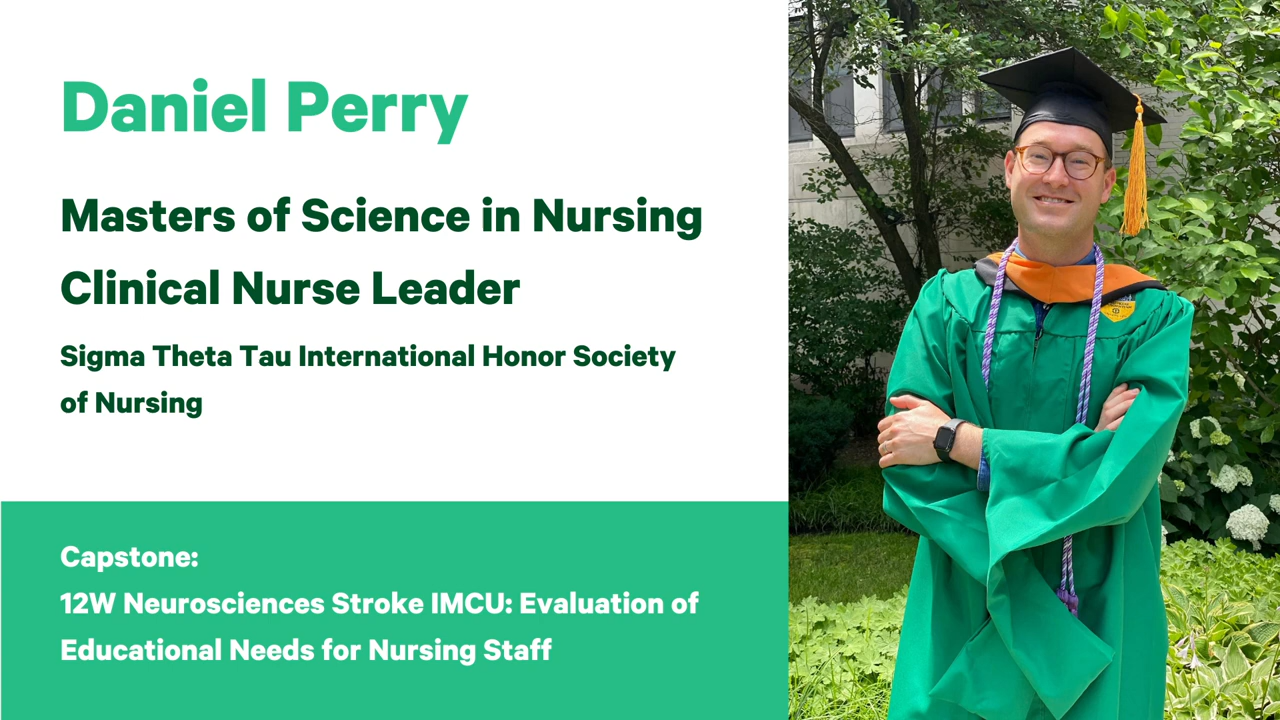 Daniel Perry
Masters of Science in Nursing
Clinical Nurse Leader
Sigma Theta Tau International Honor Society
of Nursing
Capstone:
12W Neurosciences Stroke IMCU: Evaluation of
Educational Needs for Nursing Staff